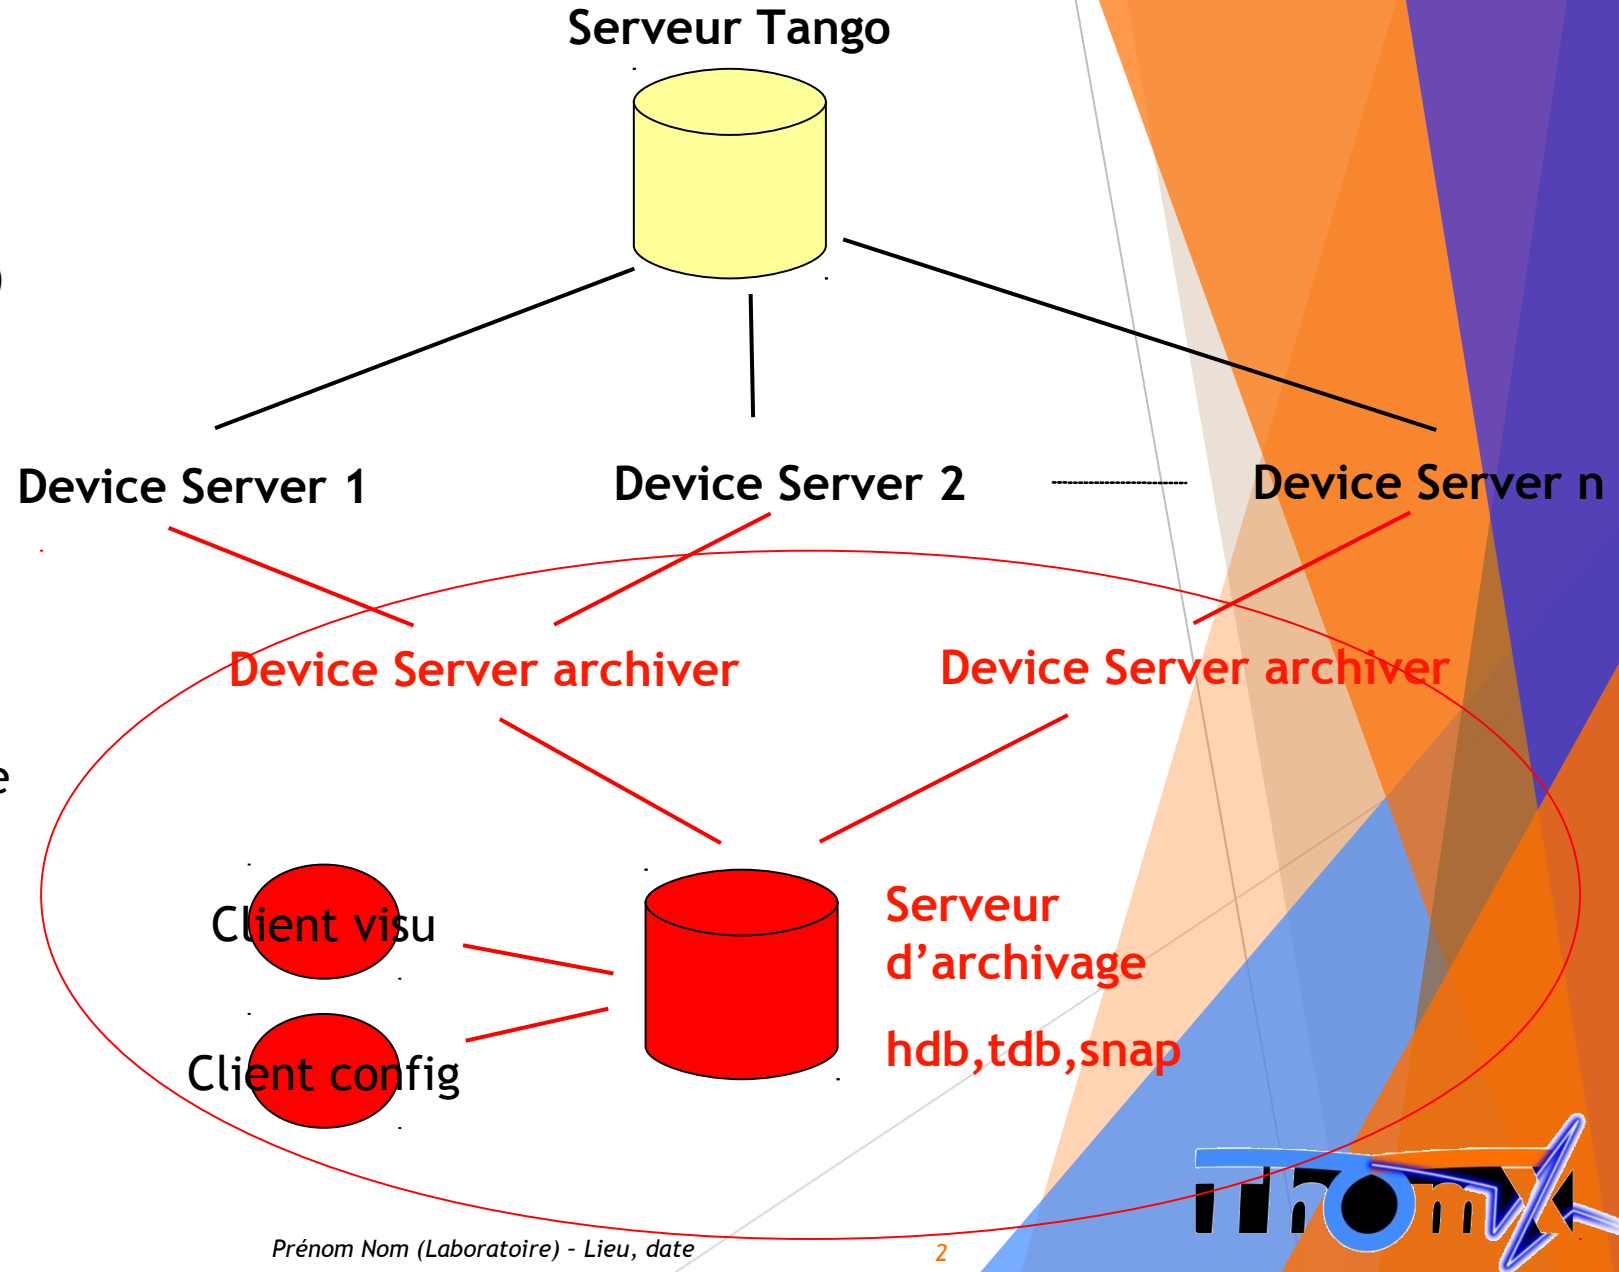 Serveur Tango
)
Device Server 1
Device Server 2
Device Server n
Device Server archiver
Device Server archiver
e
Client visu
Client config
Serveur
d’archivage
hdb,tdb,snap
Prénom Nom (Laboratoire) – Lieu, date
2
ThomX